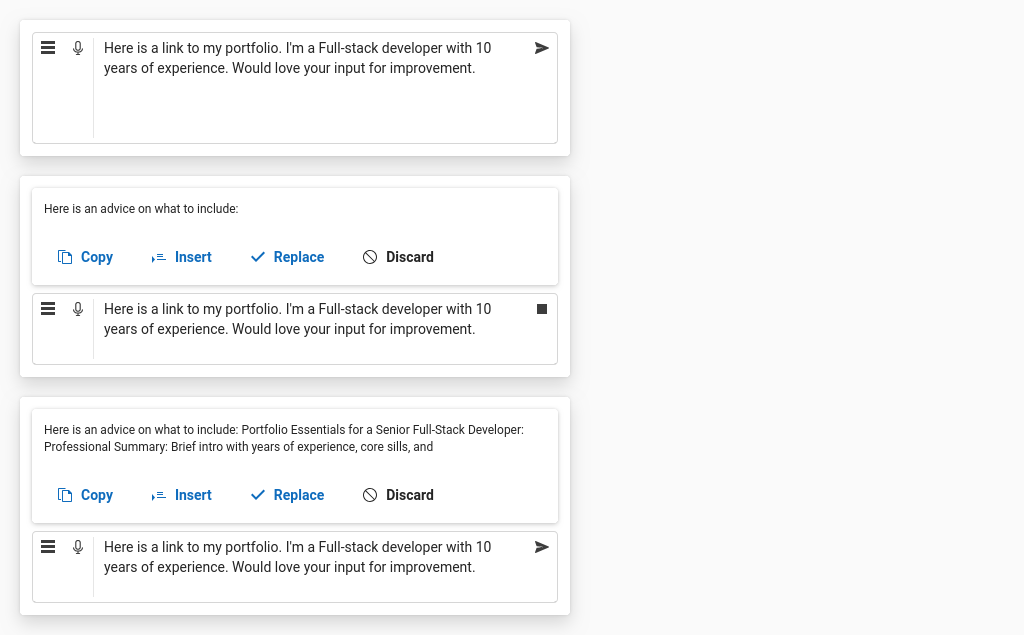 Here is a link to my portfolio. I'm a Full-stack developer with 10
years of experience. Would love your input for improvement.
Here is an advice on what to include:
Copy Insert Replace Discard
Here is a link to my portfolio. I'm a Full-stack developer with 10
years of experience. Would love your input for improvement.
Here is an advice on what to include: Portfolio Essentials for a Senior Full-Stack Developer:
Professional Summary: Brief intro with years of experience, core sills, and
Copy Insert Replace Discard
Here is a link to my portfolio. I'm a Full-stack developer with 10
years of experience. Would love your input for improvement.